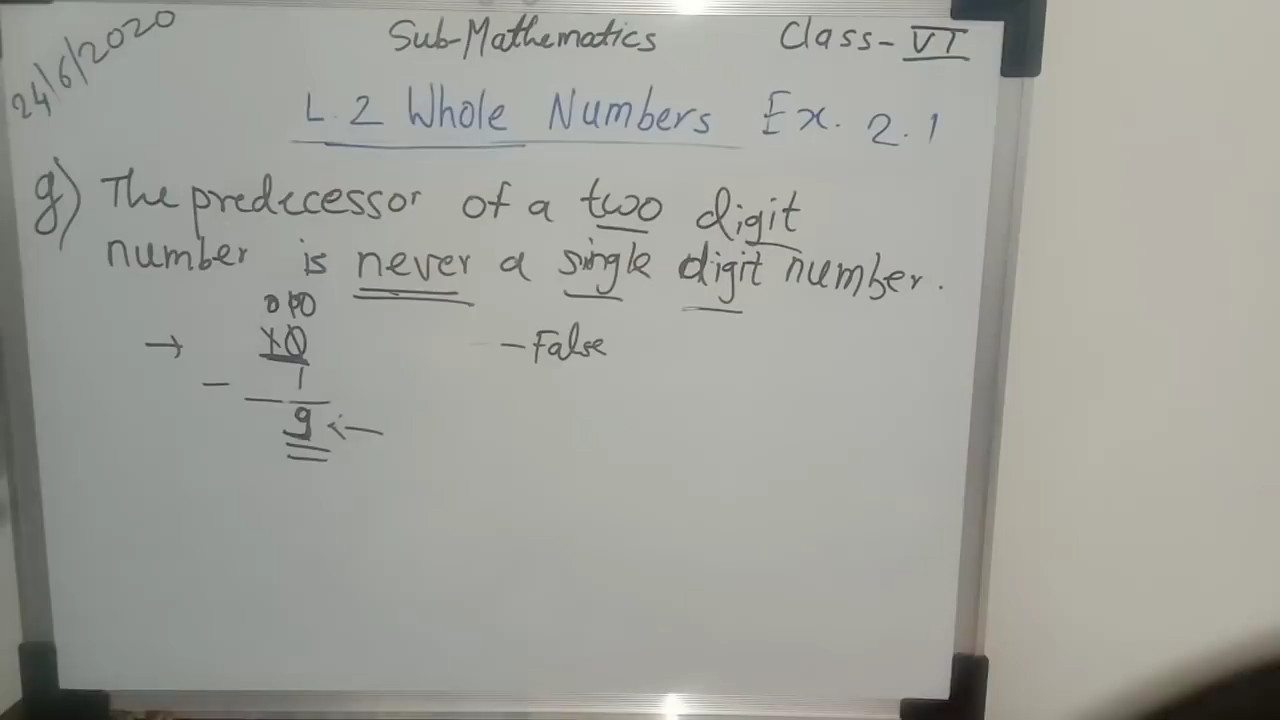 24/6/2020
Sub-Mathematics Class-VI
L.2 Whole Numbers Ex. 2.1
g) The predecessor of a two digit
number is never a single digit number.
0 10
→ 10 - False
- 1
9 ←